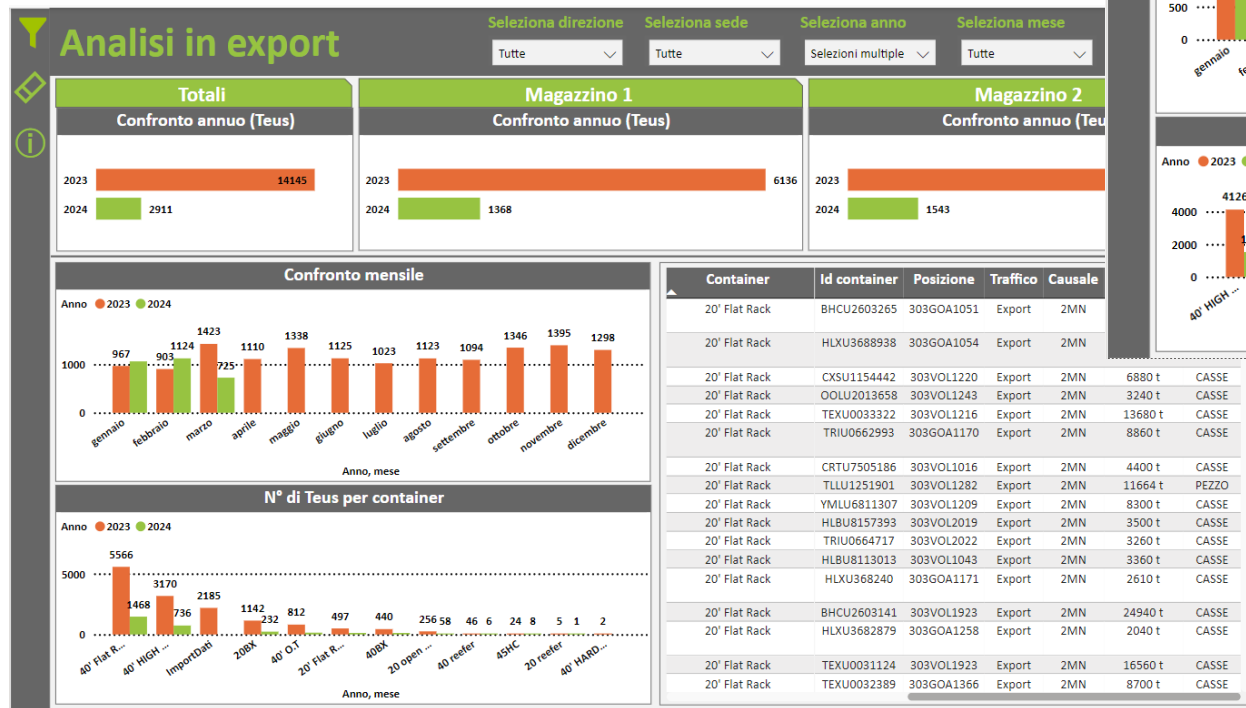 Analisi in export
Seleziona direzione
Tutte
Seleziona sede
Tutte
Seleziona anno
Selezioni multiple
Seleziona mese
Tutte
Totali
Confronto annuo (Teus)
2023 14145
2024 2911
Magazzino 1
Confronto annuo (Teus)
2023 6136
2024 1368
Magazzino 2
Confronto annuo (Teu
2023
2024 1543
Confronto mensile
Anno 2023 2024
1000
0
967 903 1124 1423 725 1110 1338 1125 1023 1123 1094 1346 1395 1298
gennaio febbraio marzo aprile maggio giugno luglio agosto settembre ottobre novembre dicembre
Anno, mese
N° di Teus per container
Anno 2023 2024
5000
0
5566 1468 3170 736 2185 1142 232 812 497 440 256 58 46 6 24 8 5 1 2
40' Flat R... 40' HIGH ... ImportDati 20BX 40' O.T 20' Flat R... 40BX 20 open ... 40 reefer 45HC 20 reefer 40' HARD...
Anno, mese
Container Id container Posizione Traffico Causale
20' Flat Rack BHCU2603265 303GOA1051 Export 2MN
20' Flat Rack HLXU3688938 303GOA1054 Export 2MN
20' Flat Rack CXSU1154442 303VOL1220 Export 2MN 6880 t CASSE
20' Flat Rack OOLU2013658 303VOL1243 Export 2MN 3240 t CASSE
20' Flat Rack TEXU0033322 303VOL1216 Export 2MN 13680 t CASSE
20' Flat Rack TRIU0662993 303GOA1170 Export 2MN 8860 t CASSE
20' Flat Rack CRTU7505186 303VOL1016 Export 2MN 4400 t CASSE
20' Flat Rack TLLU1251901 303VOL1282 Export 2MN 11664 t PEZZO
20' Flat Rack YMLU6811307 303VOL1209 Export 2MN 8300 t CASSE
20' Flat Rack HLBU8157393 303VOL2019 Export 2MN 3500 t CASSE
20' Flat Rack TRIU0664717 303VOL2022 Export 2MN 3260 t CASSE
20' Flat Rack HLBU8113013 303VOL1043 Export 2MN 3360 t CASSE
20' Flat Rack HLXU368240 303GOA1171 Export 2MN 2610 t CASSE
20' Flat Rack BHCU2603141 303VOL1923 Export 2MN 24940 t CASSE
20' Flat Rack HLXU3682879 303GOA1258 Export 2MN 2040 t CASSE
20' Flat Rack TEXU0031124 303VOL1923 Export 2MN 16560 t CASSE
20' Flat Rack TEXU0032389 303GOA1366 Export 2MN 8700 t CASSE
500
0
gennaio
fe
Anno 2023
4126
4000
2000
1
0
40' HIGH ...